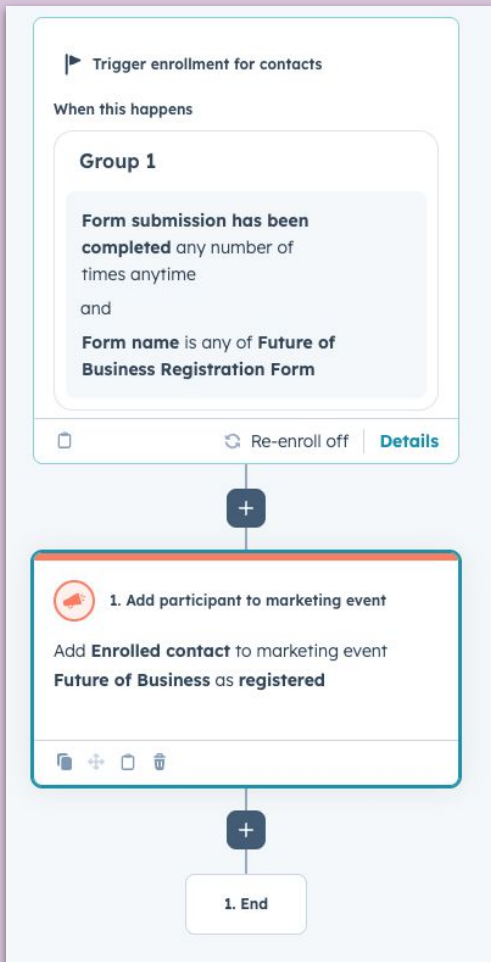 Trigger enrollment for contacts
When this happens
Group 1
Form submission has been
completed any number of
times anytime
and
Form name is any of Future of
Business Registration Form
Re-enroll off
Details
1. Add participant to marketing event
Add Enrolled contact to marketing event
Future of Business as registered
1. End